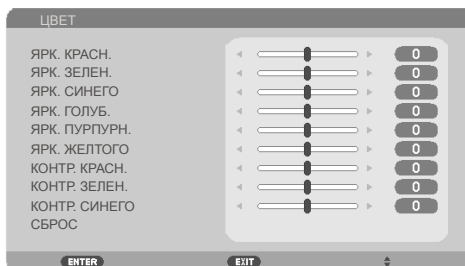 ЦВЕТ
ЯРК. КРАСН. 0
ЯРК. ЗЕЛЕН. 0
ЯРК. СИНЕГО 0
ЯРК. ГОЛУБ. 0
ЯРК. ПУРПУРН. 0
ЯРК. ЖЕЛТОГО 0
КОНТР. КРАСН. 0
КОНТР. ЗЕЛЕН. 0
КОНТР. СИНЕГО 0
СБРОС
ENTER EXIT